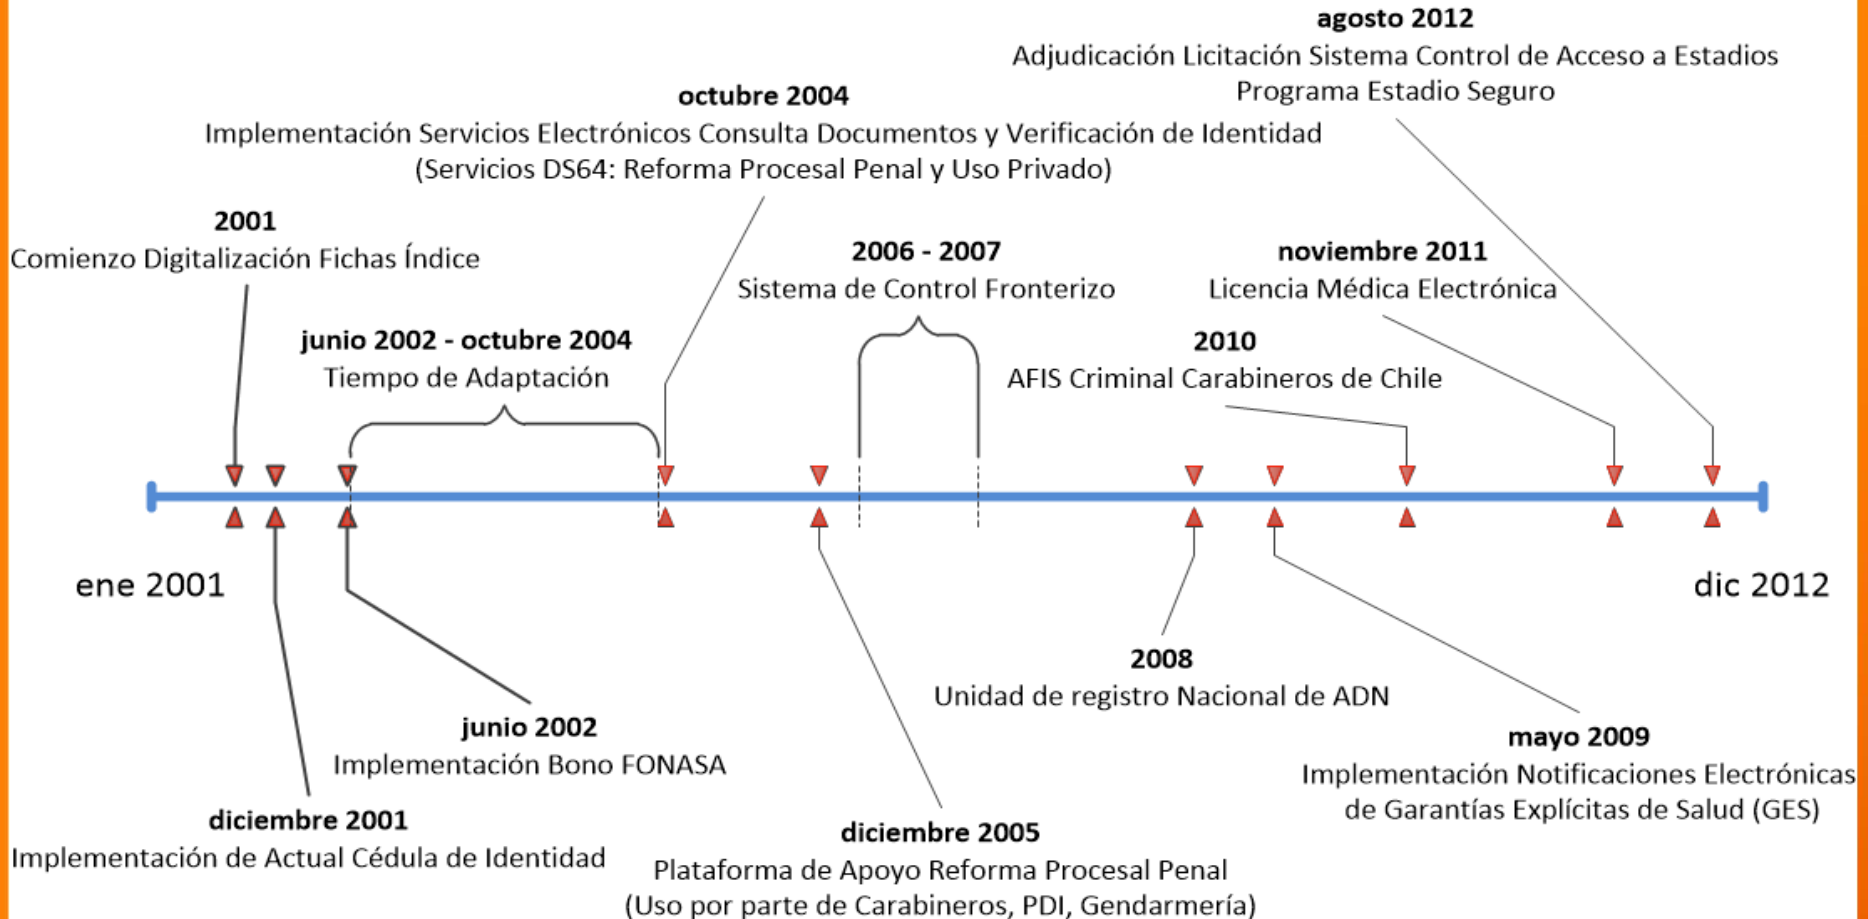 agosto 2012
Adjudicación Licitación Sistema Control de Acceso a Estadios
Programa Estadio Seguro
octubre 2004
Implementación Servicios Electrónicos Consulta Documentos y Verificación de Identidad
(Servicios DS64: Reforma Procesal Penal y Uso Privado)
2001
Comienzo Digitalización Fichas Índice
2006 - 2007
Sistema de Control Fronterizo
noviembre 2011
Licencia Médica Electrónica
junio 2002 - octubre 2004
Tiempo de Adaptación
2010
AFIS Criminal Carabineros de Chile
ene 2001
dic 2012
2008
Unidad de registro Nacional de ADN
junio 2002
Implementación Bono FONASA
mayo 2009
Implementación Notificaciones Electrónicas
de Garantías Explícitas de Salud (GES)
diciembre 2001
Implementación de Actual Cédula de Identidad
diciembre 2005
Plataforma de Apoyo Reforma Procesal Penal
(Uso por parte de Carabineros, PDI, Gendarmería)